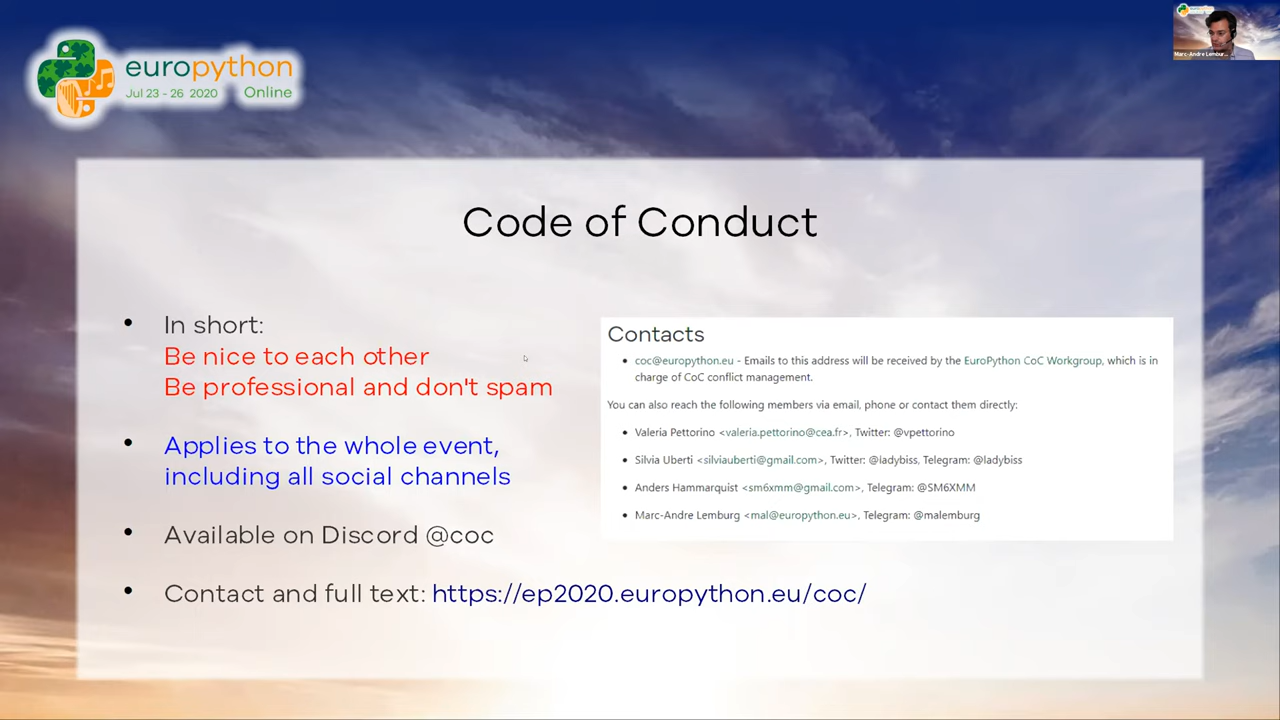 europython
Jul 23 - 26 2020 Online
Marc-Andre Lembur...
Code of Conduct
• In short:
Be nice to each other
Be professional and don't spam
• Applies to the whole event,
including all social channels
• Available on Discord @coc
• Contact and full text: https://ep2020.europython.eu/coc/
Contacts
• coc@europython.eu - Emails to this address will be received by the EuroPython CoC Workgroup, which is in
charge of CoC conflict management.
You can also reach the following members via email, phone or contact them directly:
• Valeria Pettorino <valeria.pettorino@cea.fr>, Twitter: @vpettorino
• Silvia Uberti <silviauberti@gmail.com>, Twitter: @ladybiss, Telegram: @ladybiss
• Anders Hammarquist <sm6xmm@gmail.com>, Telegram: @SM6XMM
• Marc-Andre Lemburg <mal@europython.eu>, Telegram: @malemburg